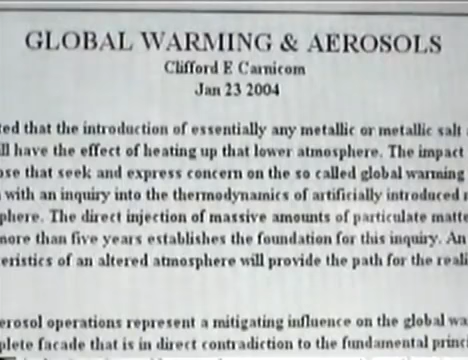 GLOBAL WARMING & AEROSOLS
Clifford E Carnicom
Jan 23 2004
ted that the introduction of essentially any metallic or metallic salt
ll have the effect of heating up that lower atmosphere. The impact
ose that seek and express concern on the so called global warming
with an inquiry into the thermodynamics of artificially introduced
phere. The direct injection of massive amounts of particulate matte
more than five years establishes the foundation for this inquiry. An
eristics of an altered atmosphere will provide the path for the reali
erosol operations represent a mitigating influence on the global wa
plete facade that is in direct contradiction to the fundamental princ